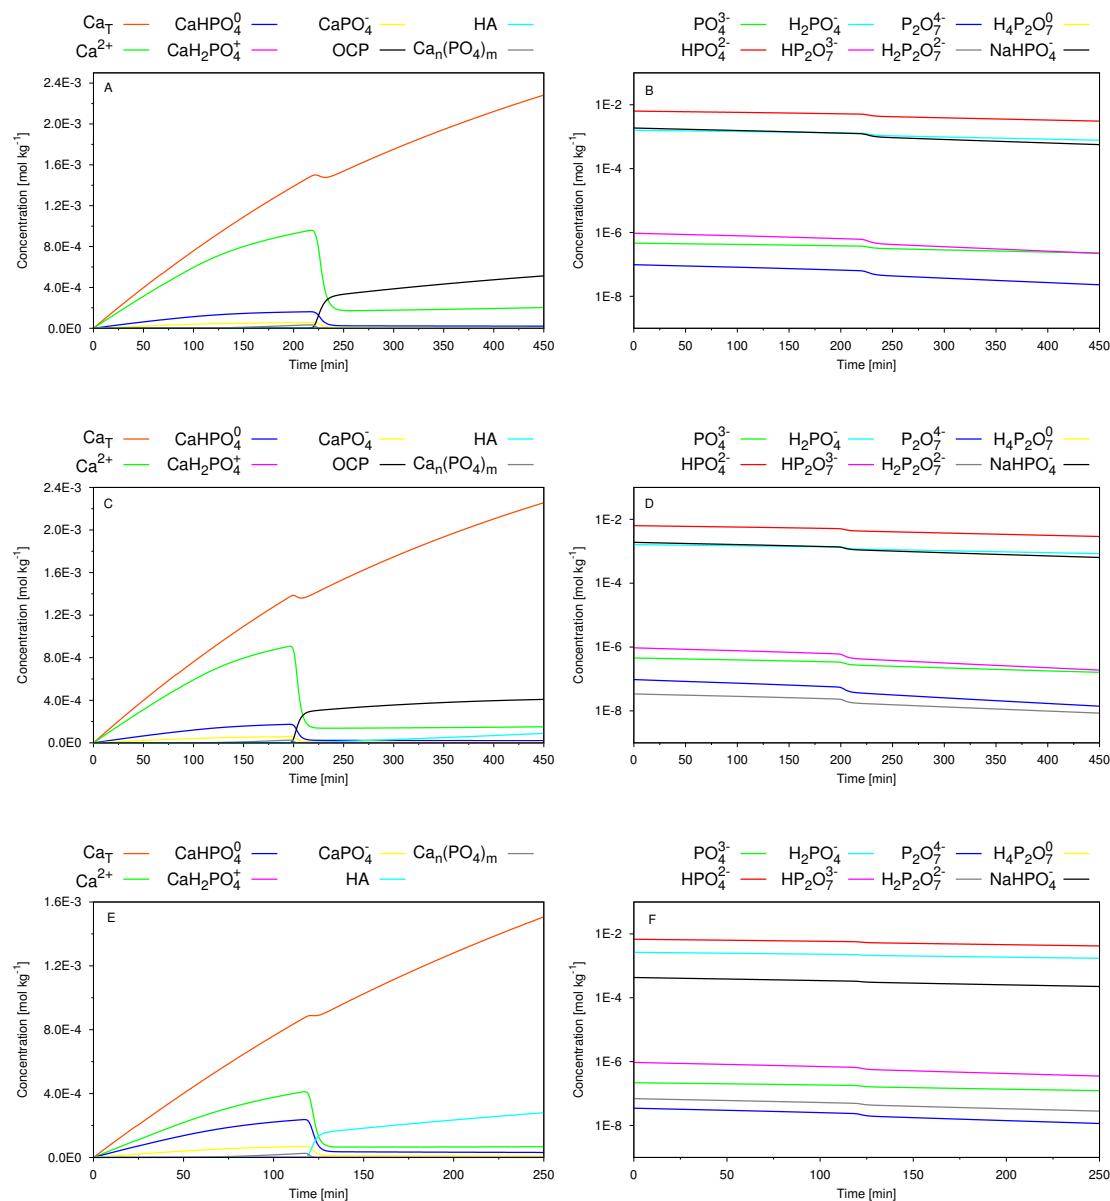 Ca_T CaHPO_4^0 CaPO_4^- HA
Ca^2+ CaH_2PO_4^+ OCP Ca_n(PO_4)_m
A
Concentration [mol kg^-1]
2.4E-3
2.0E-3
1.6E-3
1.2E-3
8.0E-4
4.0E-4
0.0E0
0 50 100 150 200 250 300 350 400 450
Time [min]
PO_4^3- H_2PO_4^- P_2O_7^4- H_4P_2O_7^0
HPO_4^2- HP_2O_7^3- H_2P_2O_7^2- NaHPO_4^-
B
Concentration [mol kg^-1]
1E-2
1E-4
1E-6
1E-8
0 50 100 150 200 250 300 350 400 450
Time [min]
Ca_T CaHPO_4^0 CaPO_4^- HA
Ca^2+ CaH_2PO_4^+ OCP Ca_n(PO_4)_m
C
Concentration [mol kg^-1]
2.4E-3
2.4E-3
2.0E-3
1.6E-3
1.2E-3
8.0E-4
4.0E-4
0.0E0
0 50 100 150 200 250 300 350 400 450
Time [min]
PO_4^3- H_2PO_4^- P_2O_7^4- H_4P_2O_7^0
HPO_4^2- HP_2O_7^3- H_2P_2O_7^2- NaHPO_4^-
D
Concentration [mol kg^-1]
1E-2
1E-4
1E-6
1E-8
0 50 100 150 200 250 300 350 400 450
Time [min]
Ca_T CaHPO_4^0 CaPO_4^- Ca_n(PO_4)_m
Ca^2+ CaH_2PO_4^+ HA
E
Concentration [mol kg^-1]
1.6E-3
1.2E-3
8.0E-4
4.0E-4
0.0E0
0 50 100 150 200 250
Time [min]
PO_4^3- H_2PO_4^- P_2O_7^4- H_4P_2O_7^0
HPO_4^2- HP_2O_7^3- H_2P_2O_7^2- NaHPO_4^-
F
Concentration [mol kg^-1]
1E-2
1E-4
1E-6
1E-8
0 50 100 150 200 250
Time [min]